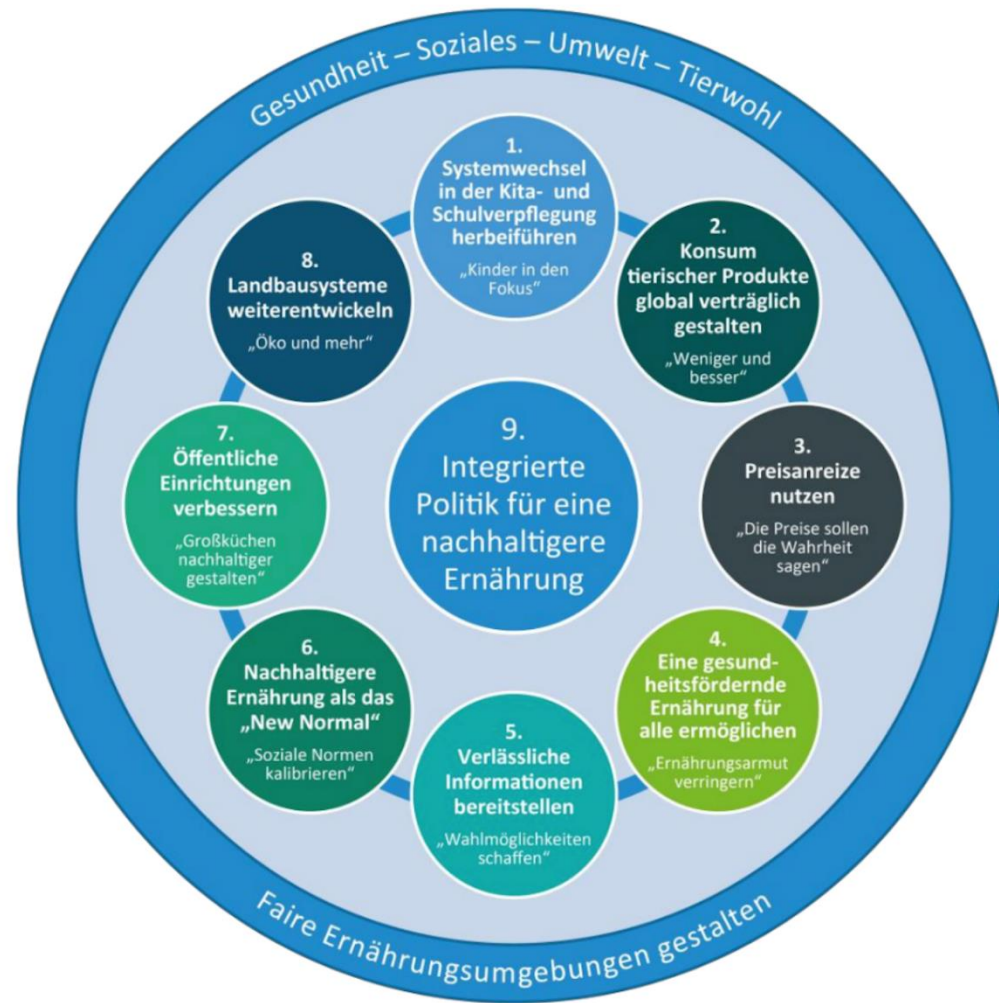 Gesundheit – Soziales – Umwelt – Tierwohl
1.
Systemwechsel
in der Kita- und
Schulverpflegung
herbeiführen
„Kinder in den
Fokus“
2.
Konsum
tierischer Produkte
global verträglich
gestalten
„Weniger und
besser“
3.
Preisanreize
nutzen
„Die Preise sollen
die Wahrheit
sagen“
4.
Eine gesund-
heitsfördernde
Ernährung für
alle ermöglichen
„Ernährungsarmut
verringern“
5.
Verlässliche
Informationen
bereitstellen
„Wahlmöglichkeiten
schaffen“
6.
Nachhaltigere
Ernährung als das
„New Normal“
„Soziale Normen
kalibrieren“
7.
Öffentliche
Einrichtungen
verbessern
„Großküchen
nachhaltiger
gestalten“
8.
Landbausysteme
weiterentwickeln
„Öko und mehr“
9.
Integrierte
Politik für eine
nachhaltigere
Ernährung
Faire Ernährungsumgebungen gestalten